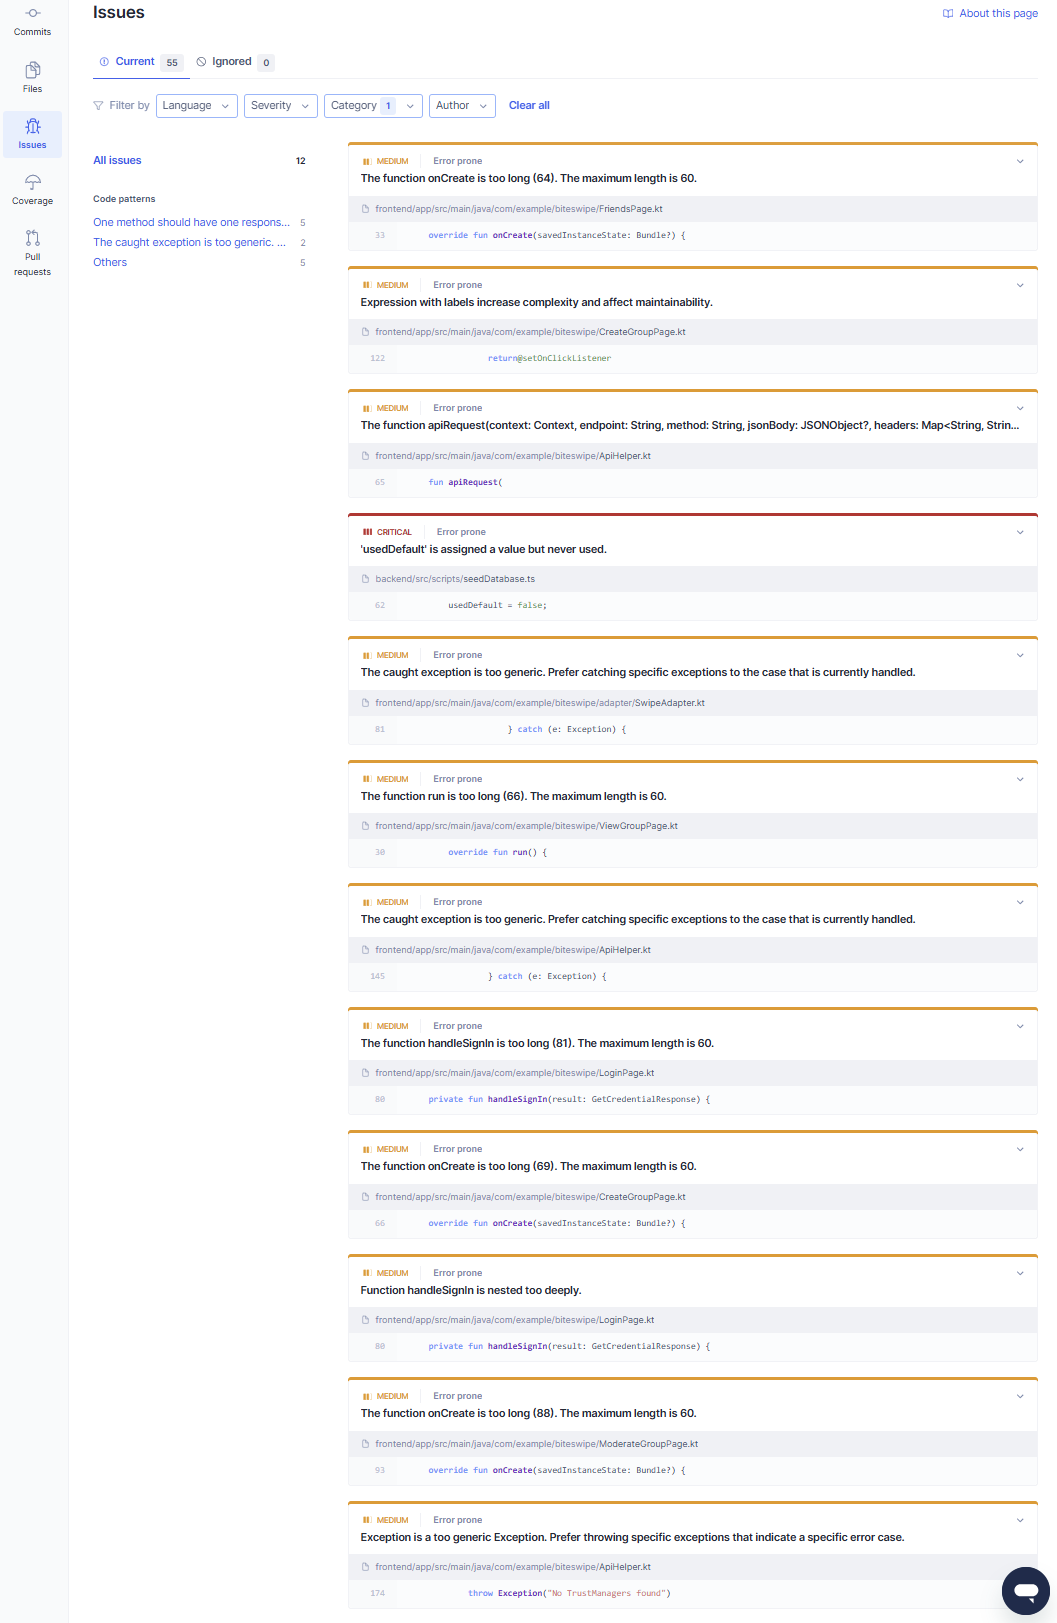 Commits
Files
Issues
Coverage
Pull
requests
Issues
About this page
Current 55 Ignored 0
Filter by Language Severity Category 1 Author Clear all
All issues 12
Code patterns
One method should have one respons... 5
The caught exception is too generic. ... 2
Others 5
MEDIUM Error prone
The function onCreate is too long (64). The maximum length is 60.
frontend/app/src/main/java/com/example/biteswipe/FriendsPage.kt
33 override fun onCreate(savedInstanceState: Bundle?) {
MEDIUM Error prone
Expression with labels increase complexity and affect maintainability.
frontend/app/src/main/java/com/example/biteswipe/CreateGroupPage.kt
122 return@setOnClickListener
MEDIUM Error prone
The function apiRequest(context: Context, endpoint: String, method: String, jsonBody: JSONObject?, headers: Map<String, Strin...
frontend/app/src/main/java/com/example/biteswipe/ApiHelper.kt
65 fun apiRequest(
CRITICAL Error prone
'usedDefault' is assigned a value but never used.
backend/src/scripts/seedDatabase.ts
62 usedDefault = false;
MEDIUM Error prone
The caught exception is too generic. Prefer catching specific exceptions to the case that is currently handled.
frontend/app/src/main/java/com/example/biteswipe/adapter/SwipeAdapter.kt
81 } catch (e: Exception) {
MEDIUM Error prone
The function run is too long (66). The maximum length is 60.
frontend/app/src/main/java/com/example/biteswipe/ViewGroupPage.kt
30 override fun run() {
MEDIUM Error prone
The caught exception is too generic. Prefer catching specific exceptions to the case that is currently handled.
frontend/app/src/main/java/com/example/biteswipe/ApiHelper.kt
145 } catch (e: Exception) {
MEDIUM Error prone
The function handleSignIn is too long (81). The maximum length is 60.
frontend/app/src/main/java/com/example/biteswipe/LoginPage.kt
80 private fun handleSignIn(result: GetCredentialResponse) {
MEDIUM Error prone
The function onCreate is too long (69). The maximum length is 60.
frontend/app/src/main/java/com/example/biteswipe/CreateGroupPage.kt
66 override fun onCreate(savedInstanceState: Bundle?) {
MEDIUM Error prone
Function handleSignIn is nested too deeply.
frontend/app/src/main/java/com/example/biteswipe/LoginPage.kt
80 private fun handleSignIn(result: GetCredentialResponse) {
MEDIUM Error prone
The function onCreate is too long (88). The maximum length is 60.
frontend/app/src/main/java/com/example/biteswipe/ModerateGroupPage.kt
93 override fun onCreate(savedInstanceState: Bundle?) {
MEDIUM Error prone
Exception is a too generic Exception. Prefer throwing specific exceptions that indicate a specific error case.
frontend/app/src/main/java/com/example/biteswipe/ApiHelper.kt
174 throw Exception("No TrustManagers found")